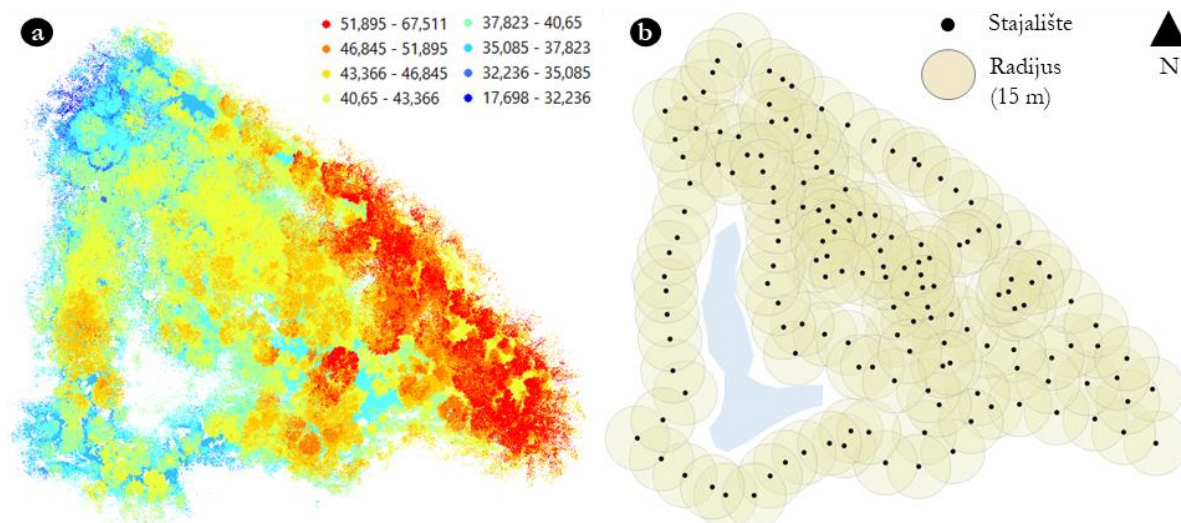 a
51,895 - 67,511
46,845 - 51,895
43,366 - 46,845
40,65 - 43,366
37,823 - 40,65
35,085 - 37,823
32,236 - 35,085
17,698 - 32,236
b
Stajalište
Radijus
(15 m)
N